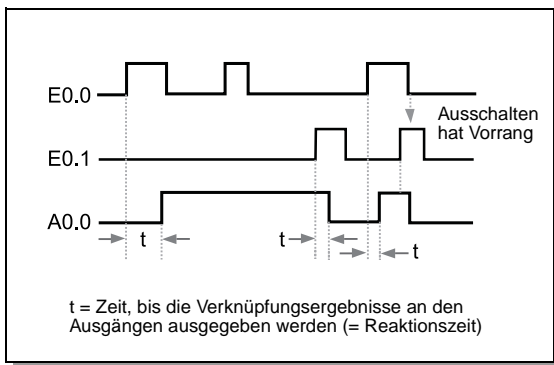 E0.0
Ausschalten
hat Vorrang
E0.1
A0.0
t
t
t
t = Zeit, bis die Verknüpfungsergebnisse an den
Ausgängen ausgegeben werden (= Reaktionszeit)